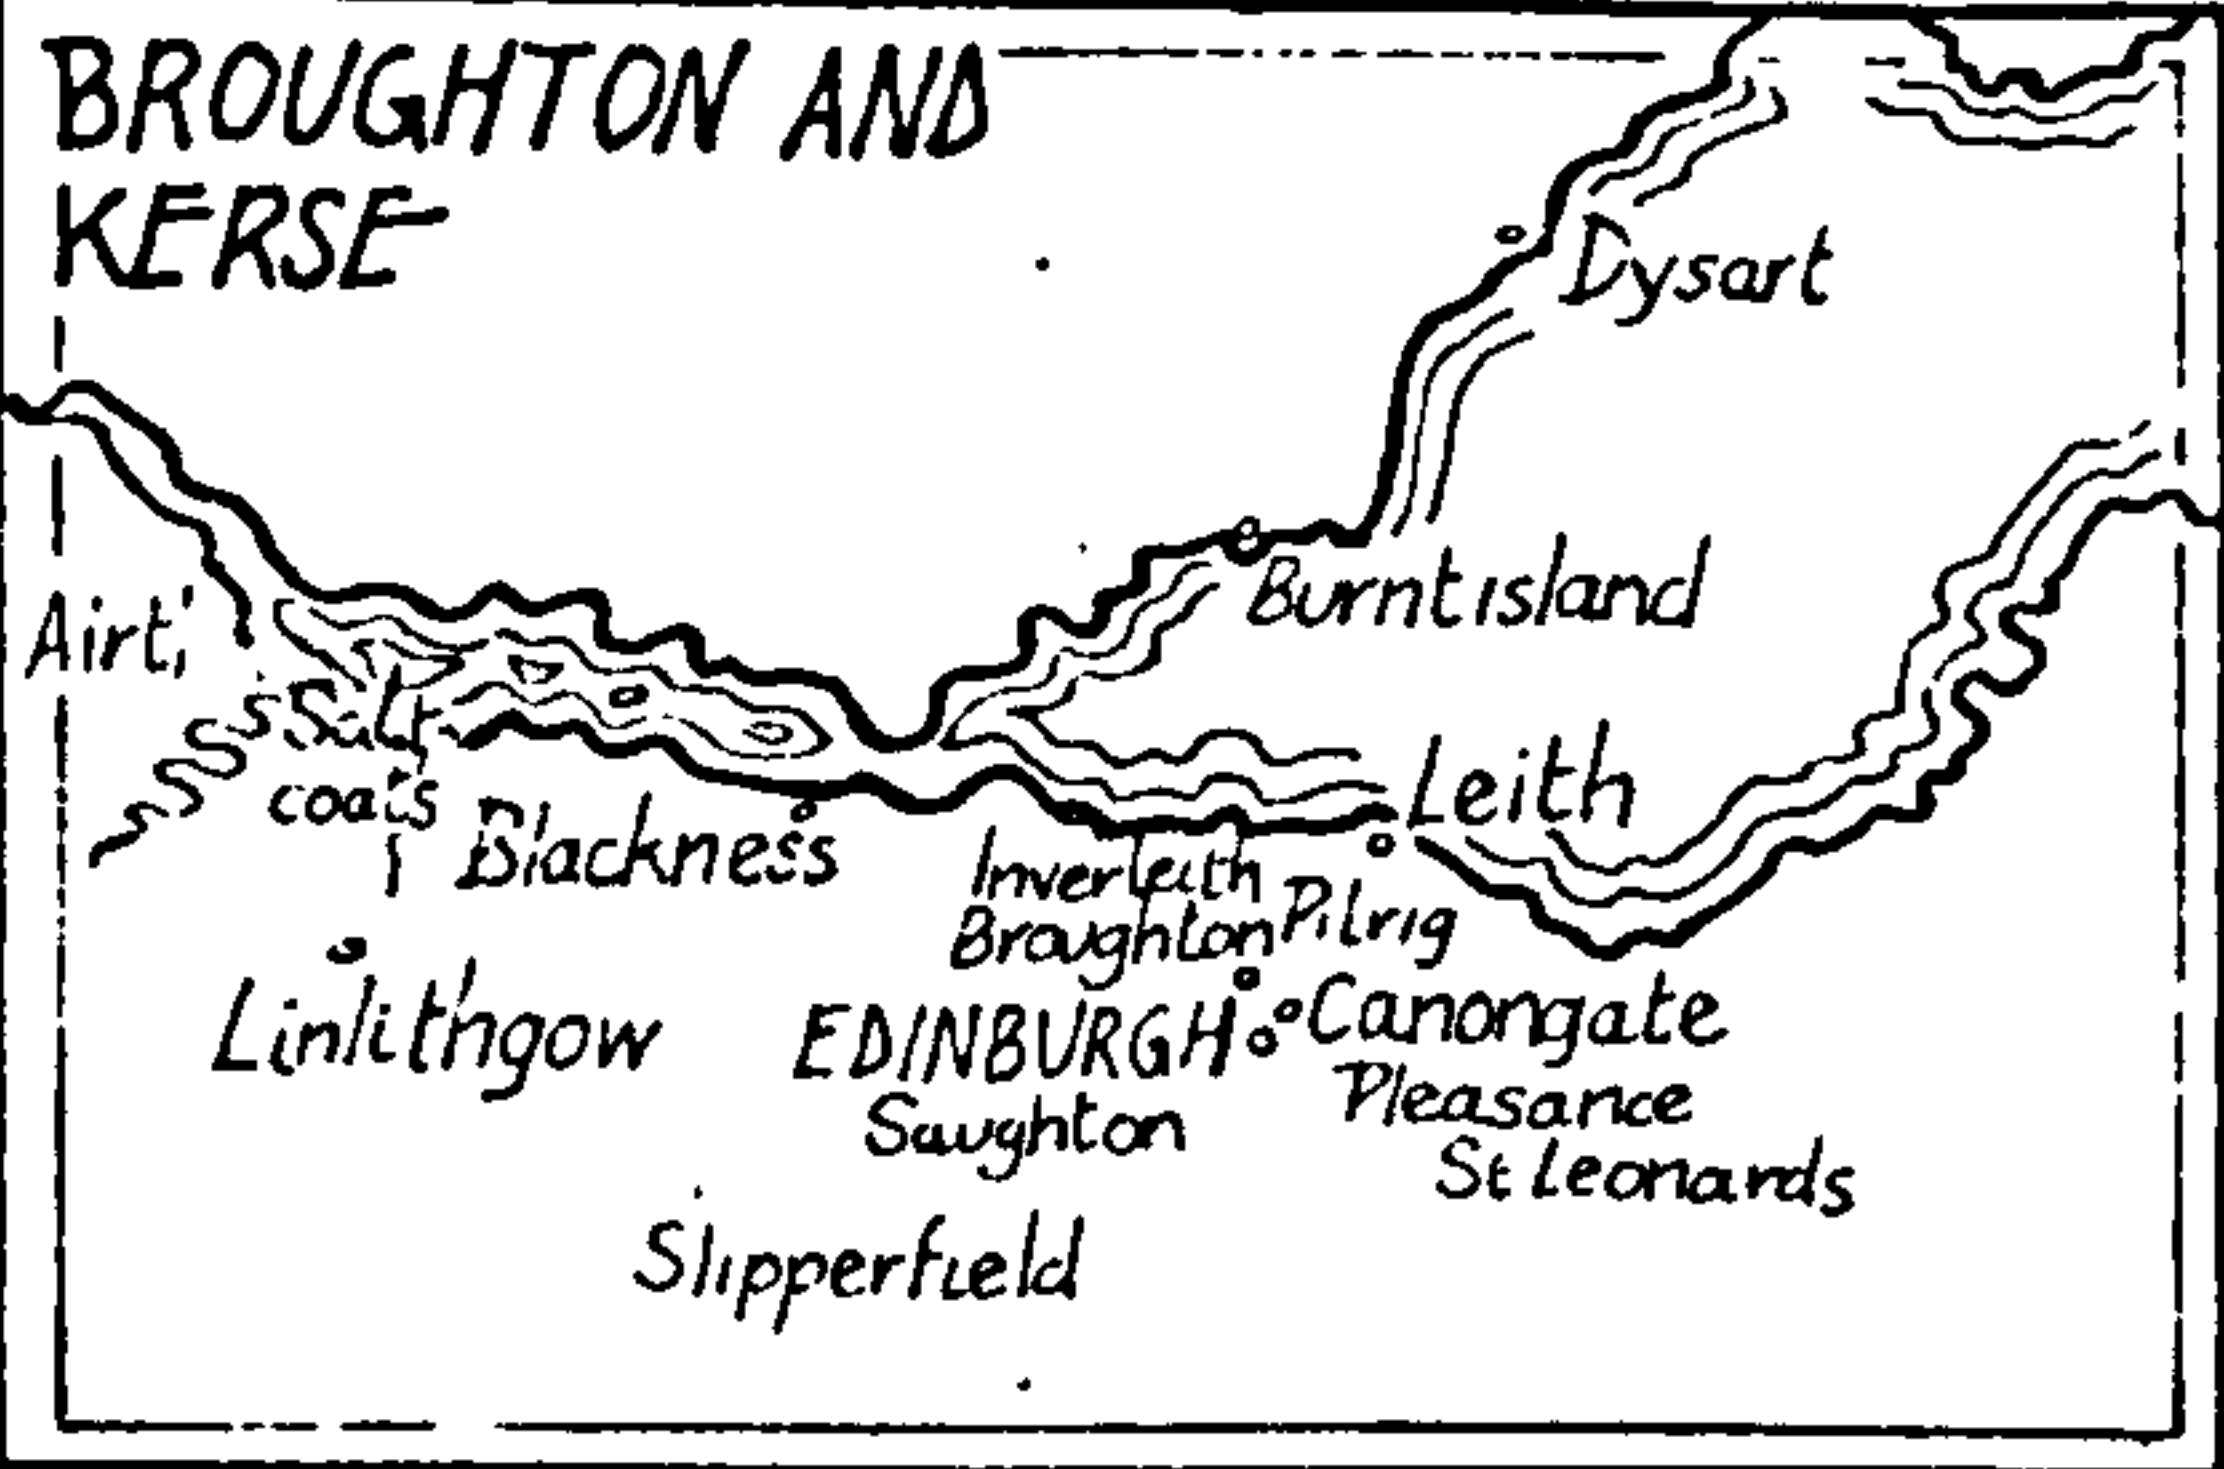 BROUGHTON AND
KERSE
Dysart
Burntisland
Salt
coats
Leith
Blackness
Inverleith
Broughton
Pilrig
Linlithgow
EDINBURGH
Canongate
Saughton
Pleasance
St Leonards
Slipperfield